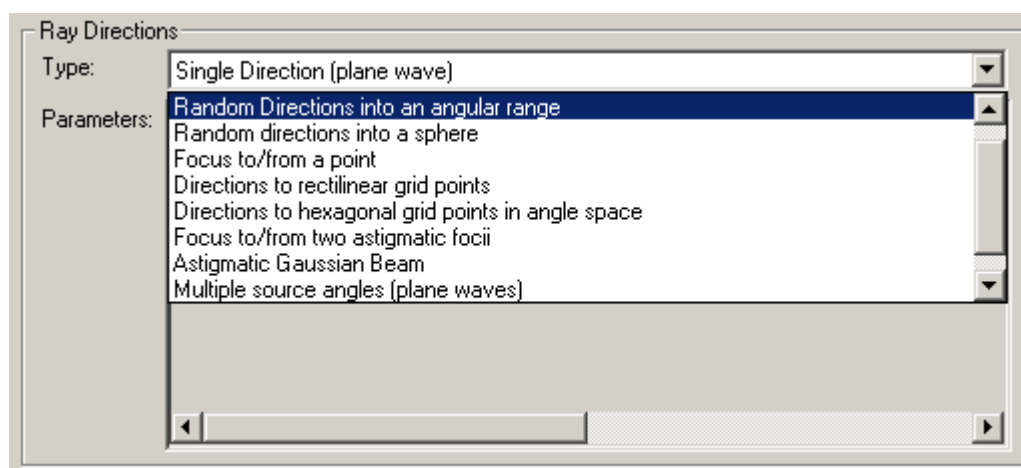 Ray Directions
Type:
Single Direction (plane wave)
Parameters:
Random Directions into an angular range
Random directions into a sphere
Focus to/from a point
Directions to rectilinear grid points
Directions to hexagonal grid points in angle space
Focus to/from two astigmatic focii
Astigmatic Gaussian Beam
Multiple source angles (plane waves)